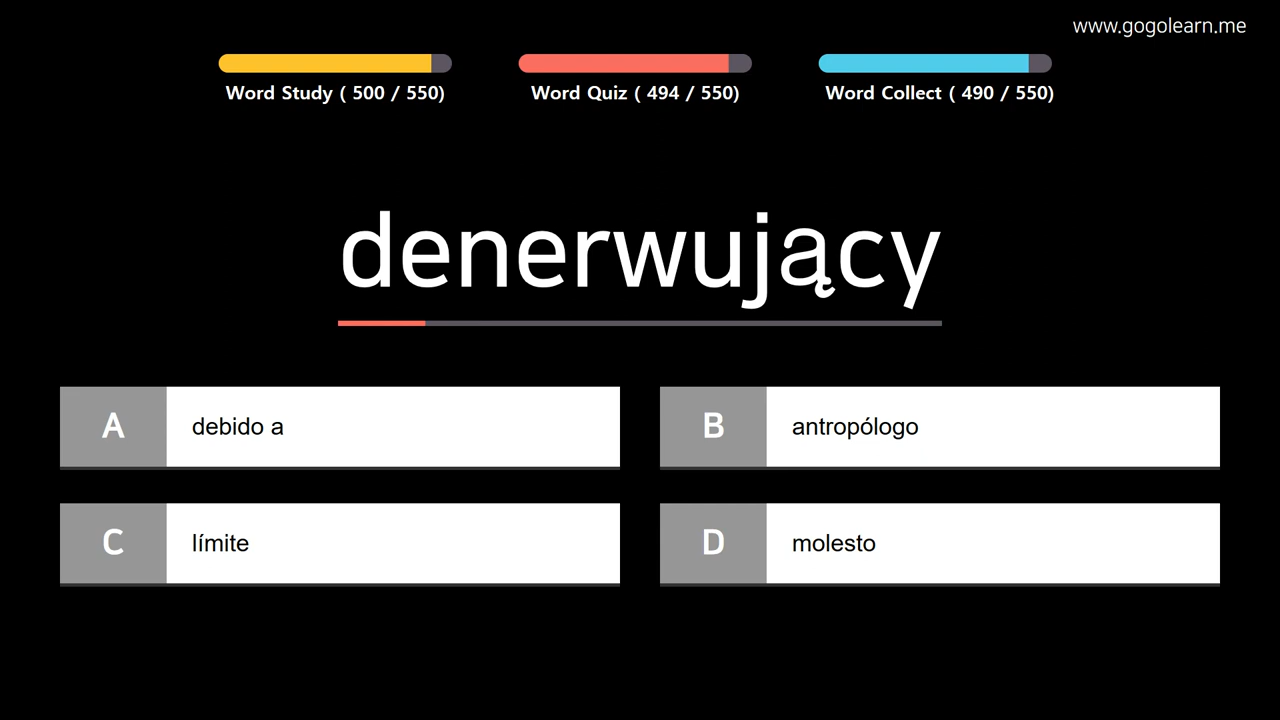 www.gogolearn.me
Word Study ( 500 / 550)
Word Quiz ( 494 / 550)
Word Collect ( 490 / 550)
denerwujący
A debido a
B antropólogo
C límite
D molesto